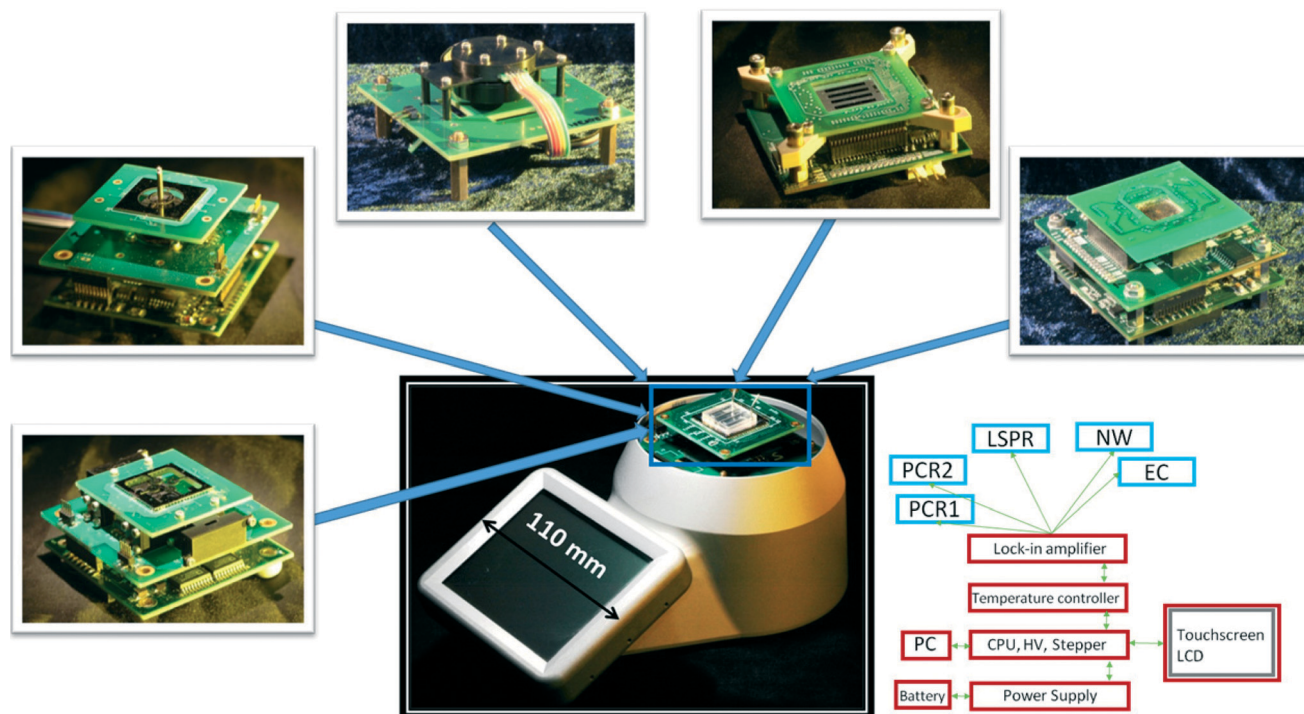 110 mm
LSPR
NW
PCR2
EC
PCR1
Lock-in amplifier
Temperature controller
PC
CPU, HV, Stepper
Touchscreen
LCD
Battery
Power Supply